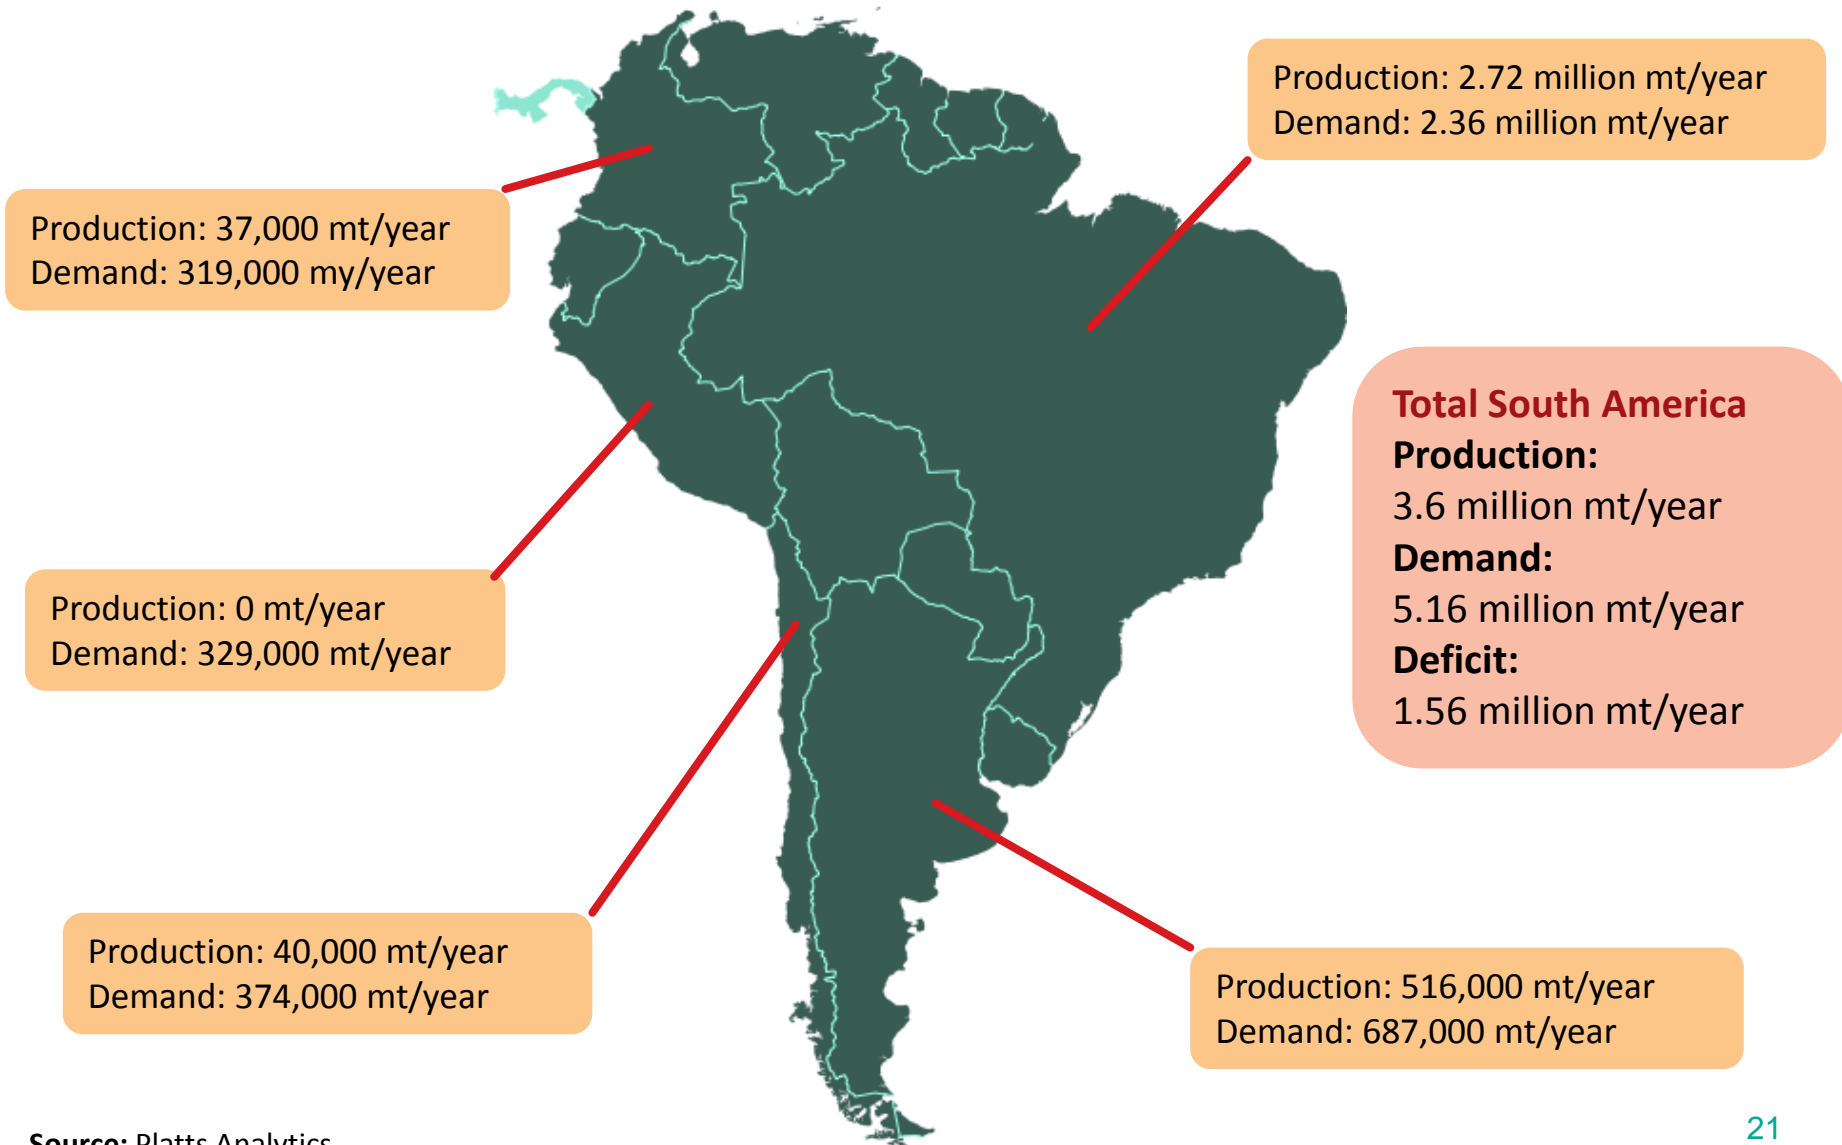 Production: 2.72 million mt/year
Demand: 2.36 million mt/year
Production: 37,000 mt/year
Demand: 319,000 my/year
Total South America
Production:
3.6 million mt/year
Demand:
5.16 million mt/year
Deficit:
1.56 million mt/year
Production: 0 mt/year
Demand: 329,000 mt/year
Production: 40,000 mt/year
Demand: 374,000 mt/year
Production: 516,000 mt/year
Demand: 687,000 mt/year
Source: Platts Analytics
21